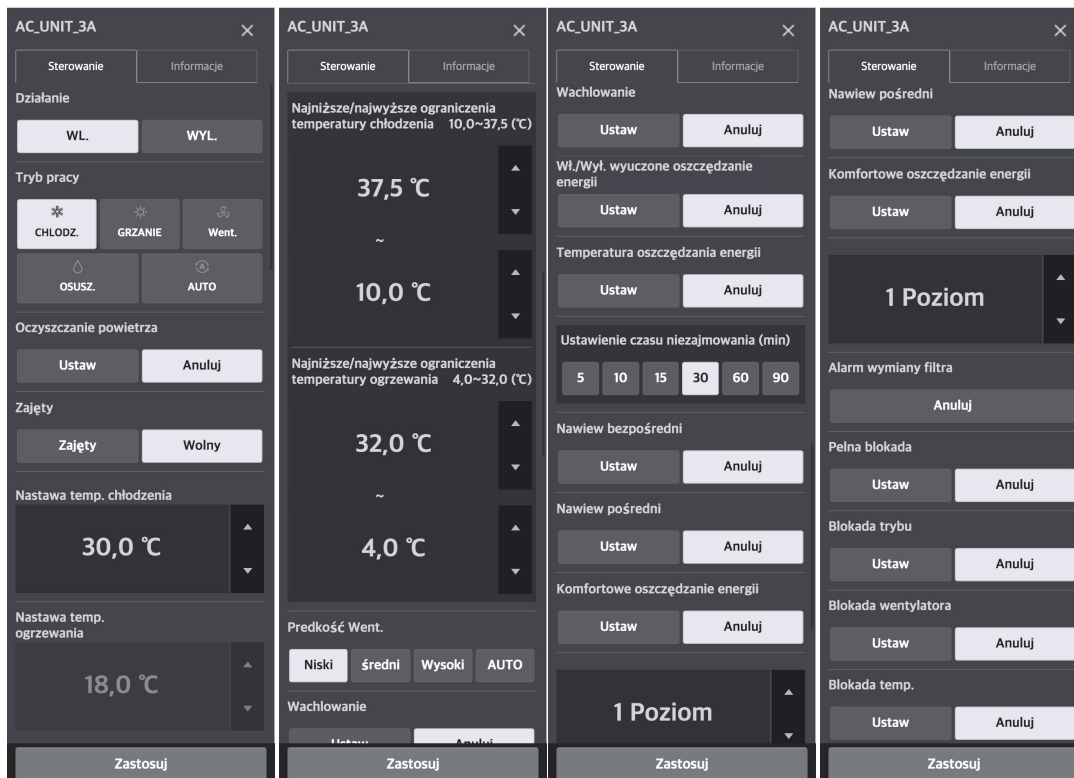 AC_UNIT_3A ×
Sterowanie Informacje
Działanie
WL. WYL.
Tryb pracy
CHLODZ. GRZANIE Went.
OSUSZ. AUTO
Oczyszczanie powietrza
Ustaw Anuluj
Zajęty
Zajęty Wolny
Nastawa temp. chłodzenia
30,0 °C
Nastawa temp.
ogrzewania
18,0 °C
Zastosuj
AC_UNIT_3A ×
Sterowanie Informacje
Najniższe/najwyższe ograniczenia
temperatury chłodzenia 10,0~37,5 (°C)
37,5 °C
~
10,0 °C
Najniższe/najwyższe ograniczenia
temperatury ogrzewania 4,0~32,0 (°C)
32,0 °C
~
4,0 °C
Predkość Went.
Niski średni Wysoki AUTO
Wachlowanie
Ustaw Anuluj
Zastosuj
AC_UNIT_3A ×
Sterowanie Informacje
Wachlowanie
Ustaw Anuluj
Wł./Wył. wyuczone oszczędzanie
energii
Ustaw Anuluj
Temperatura oszczędzania energii
Ustaw Anuluj
Ustawienie czasu niezajmowania (min)
5 10 15 30 60 90
Nawiew bezpośredni
Ustaw Anuluj
Nawiew pośredni
Ustaw Anuluj
Komfortowe oszczędzanie energii
Ustaw Anuluj
1 Poziom
Zastosuj
AC_UNIT_3A ×
Sterowanie Informacje
Nawiew pośredni
Ustaw Anuluj
Komfortowe oszczędzanie energii
Ustaw Anuluj
1 Poziom
Alarm wymiany filtra
Anuluj
Pelna blokada
Ustaw Anuluj
Blokada trybu
Ustaw Anuluj
Blokada wentylatora
Ustaw Anuluj
Blokada temp.
Ustaw Anuluj
Zastosuj